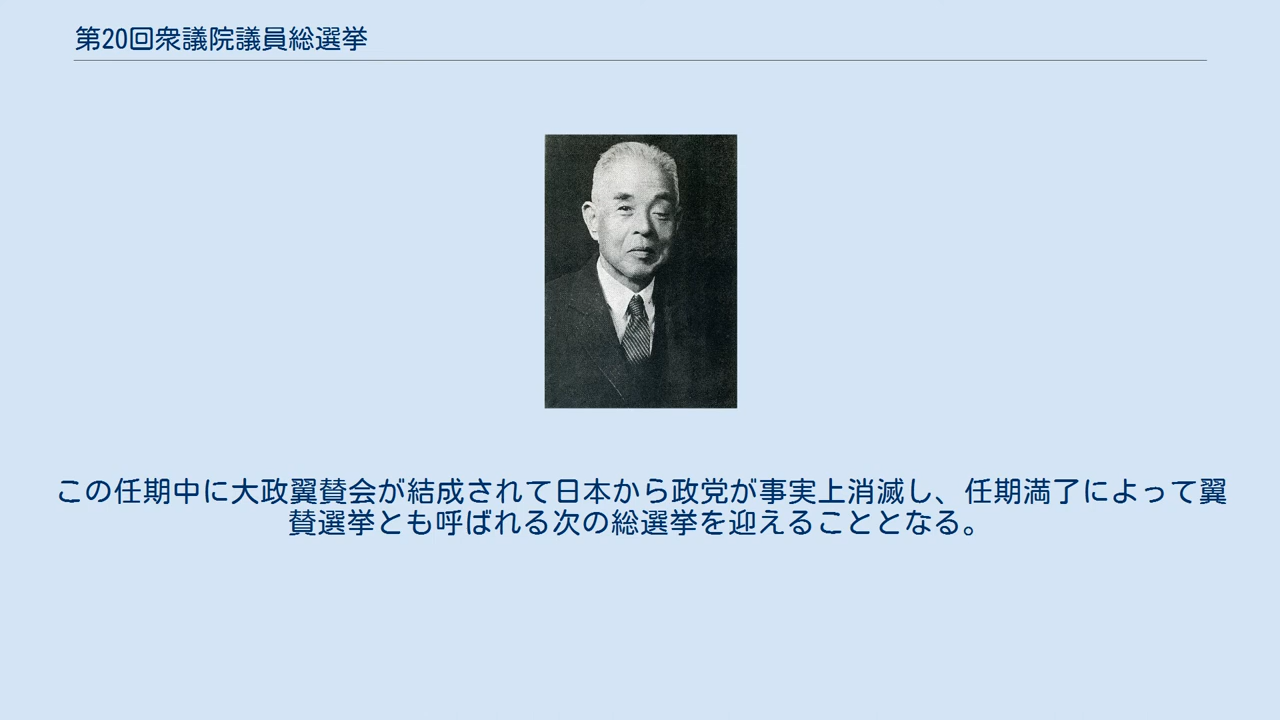 第20回衆議院議員総選挙
この任期中に大政翼賛会が結成されて日本から政党が事実上消滅し、任期満了によって翼
賛選挙とも呼ばれる次の総選挙を迎えることとなる。